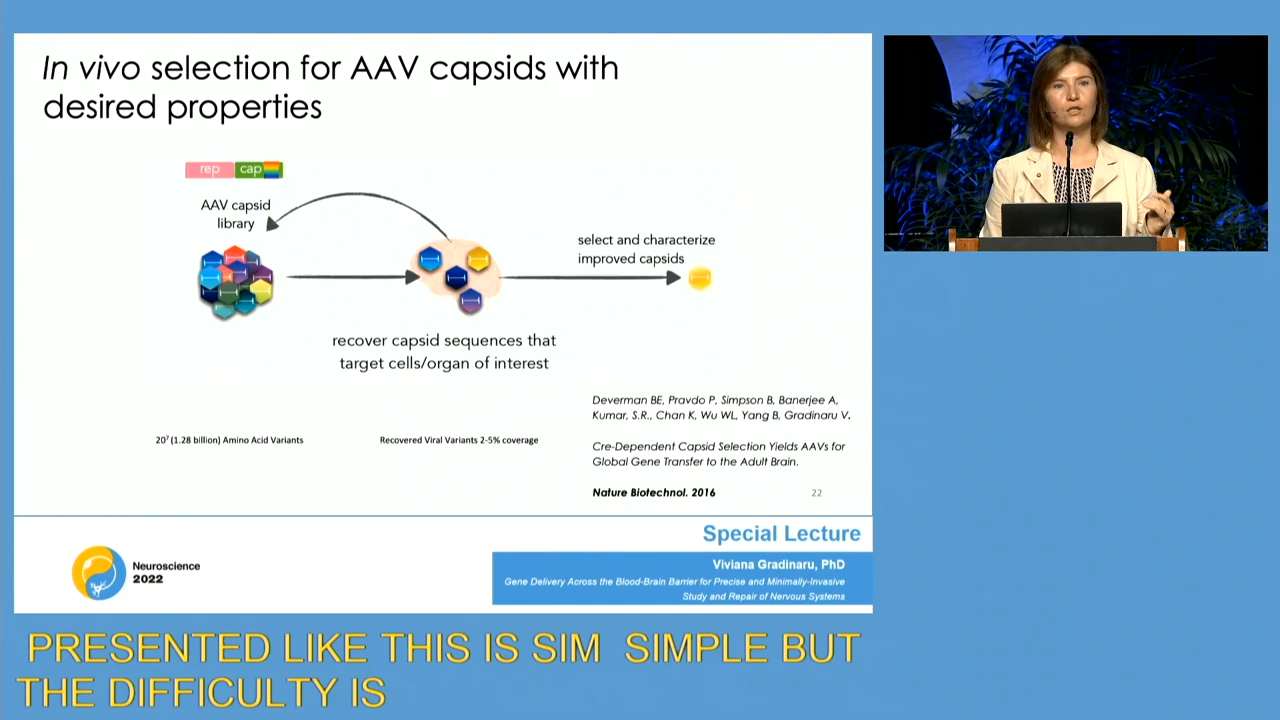 In vivo selection for AAV capsids with
desired properties
rep cap
AAV capsid
library
select and characterize
improved capsids
recover capsid sequences that
target cells/organ of interest
Deverman BE, Pravdo P, Simpson B, Banerjee A,
Kumar, S.R., Chan K, Wu WL, Yang B, Gradinaru V.
20⁷ (1.28 billion) Amino Acid Variants
Recovered Viral Variants 2-5% coverage
Cre-Dependent Capsid Selection Yields AAVs for
Global Gene Transfer to the Adult Brain.
Nature Biotechnol. 2016
22
Special Lecture
Neuroscience
2022
Viviana Gradinaru, PhD
Gene Delivery Across the Blood-Brain Barrier for Precise and Minimally-Invasive
Study and Repair of Nervous Systems
PRESENTED LIKE THIS IS SIM SIMPLE BUT
THE DIFFICULTY IS